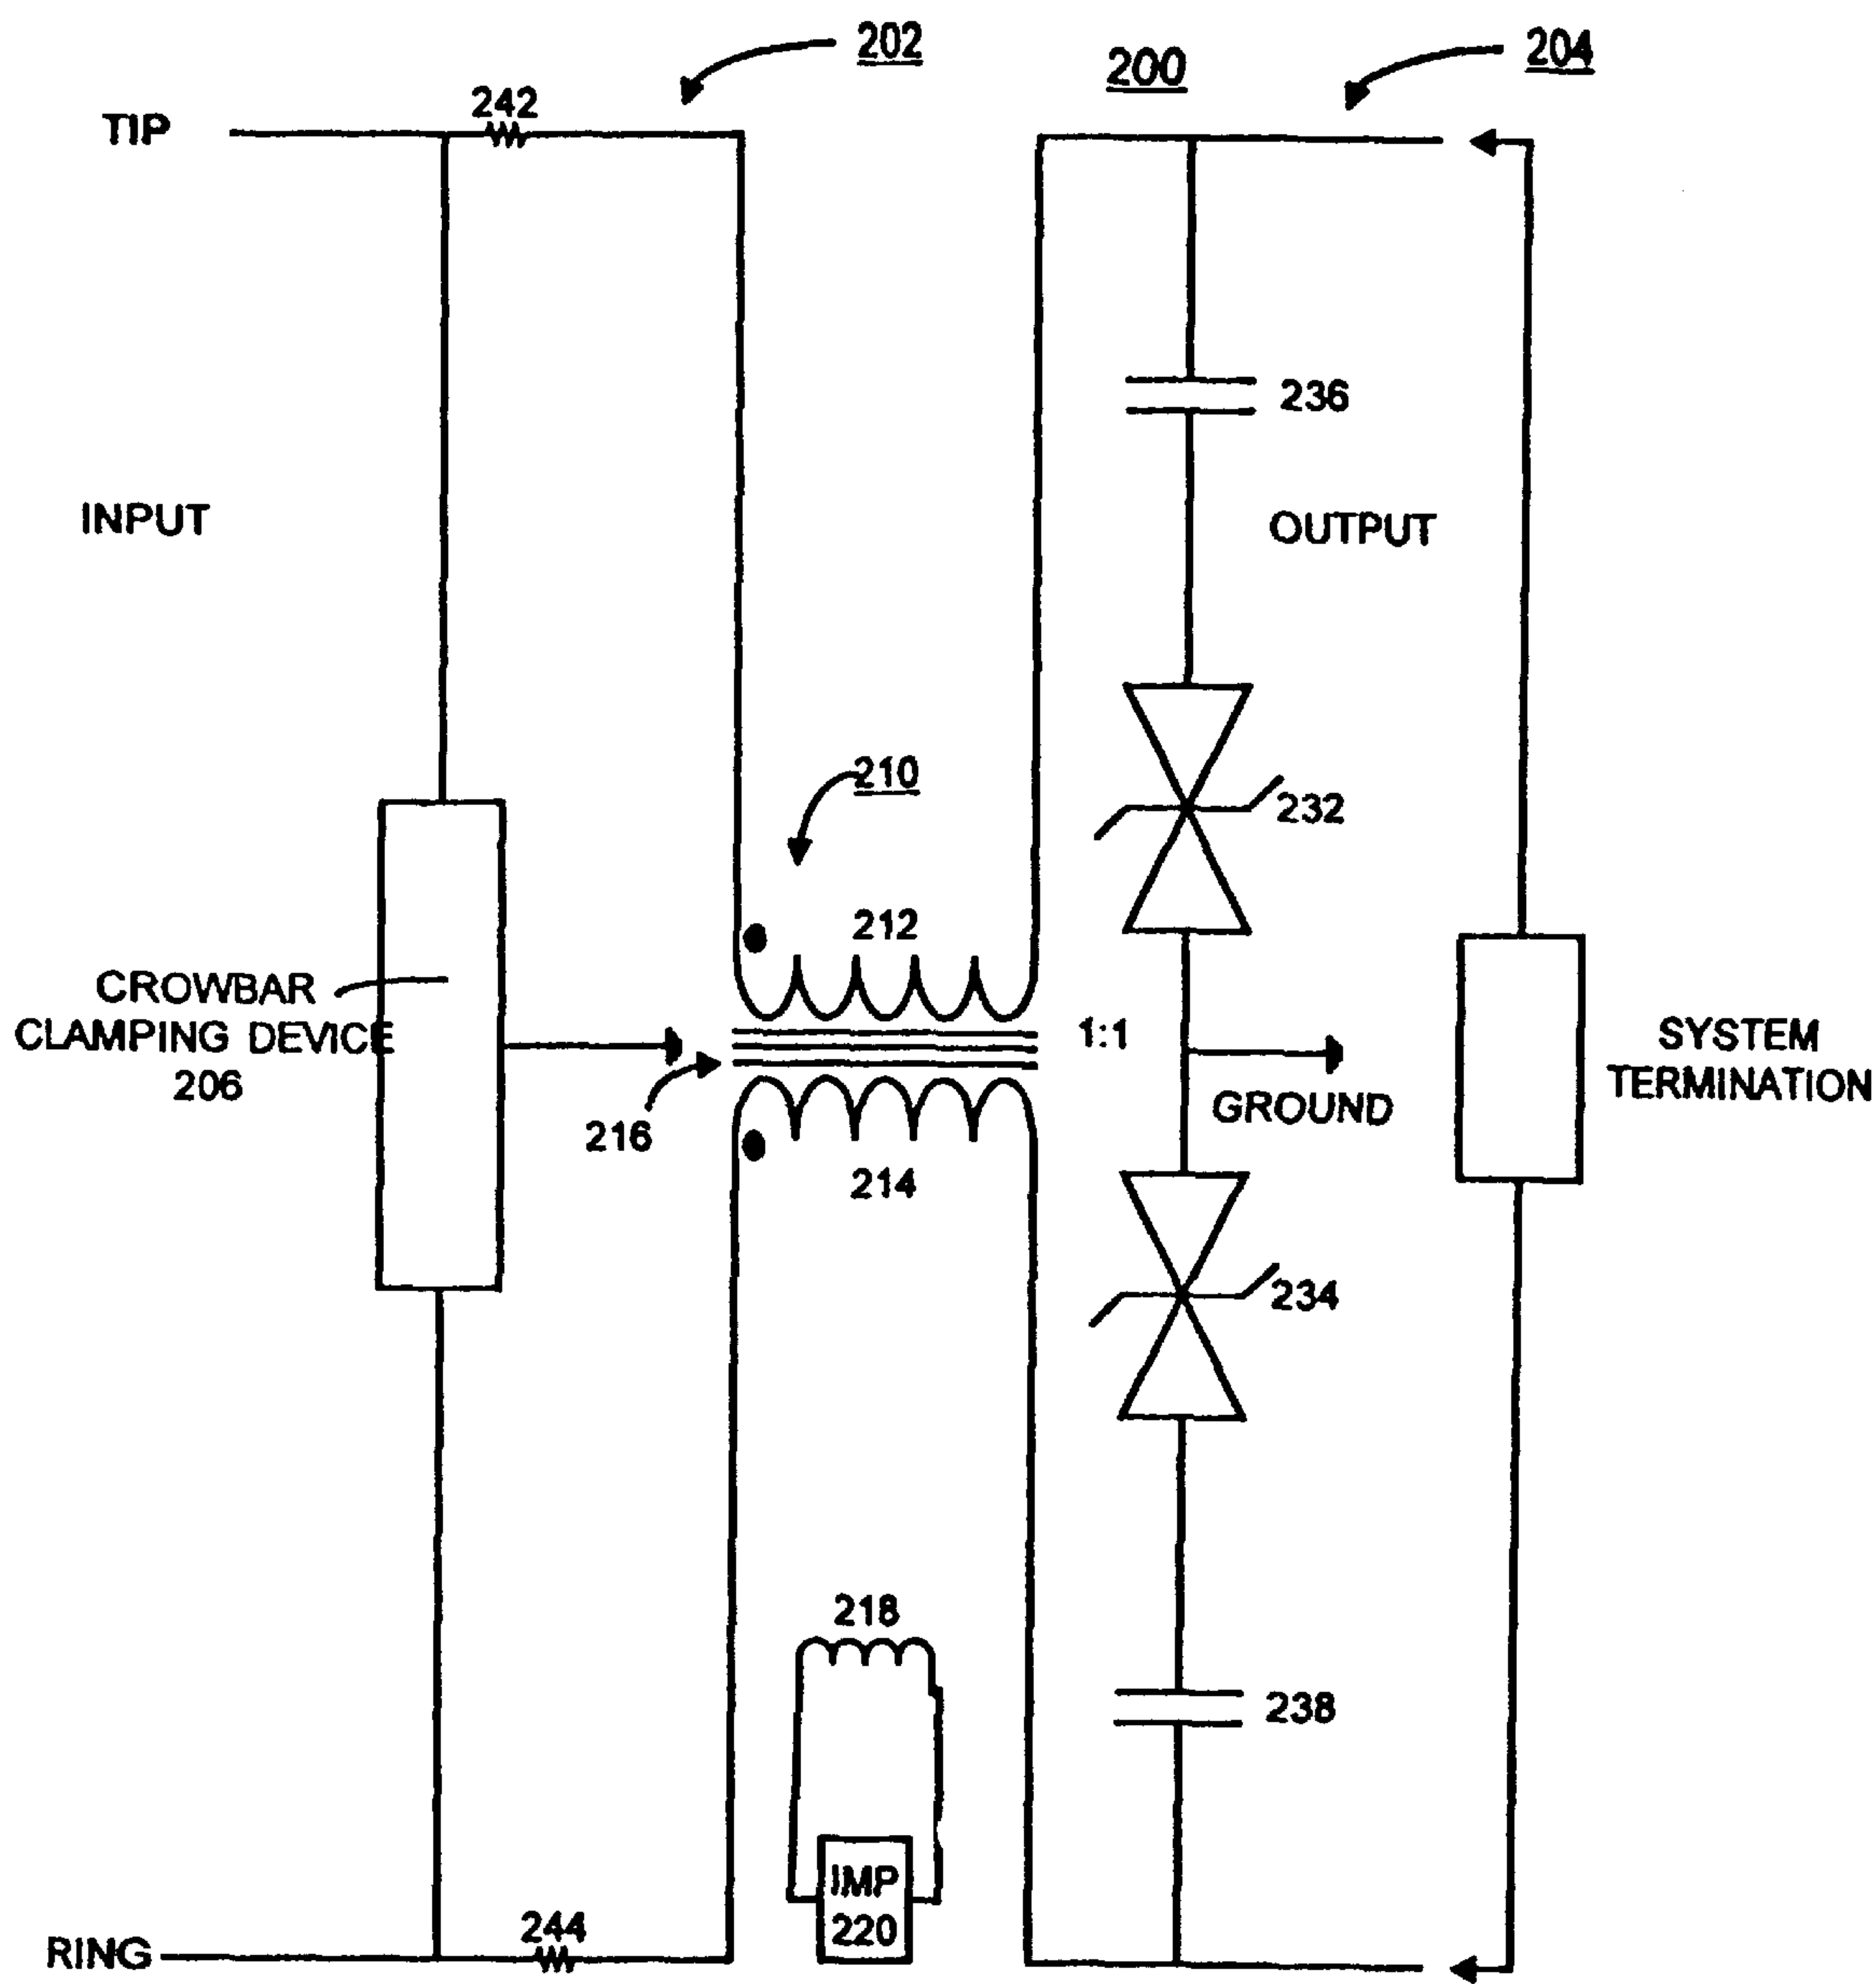 202
200
204
242
TIP
236
INPUT
OUTPUT
210
232
212
CROWBAR
CLAMPING DEVICE
206
1:1
SYSTEM
TERMINATION
GROUND
216
214
234
218
238
IMP
220
244
RING